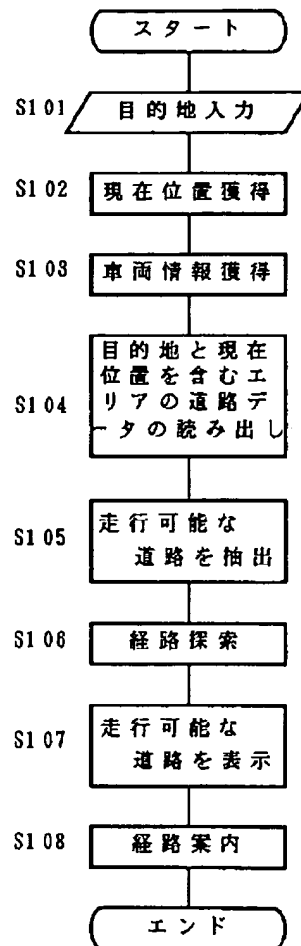 スタート
S101 目的地入力
S102 現在位置獲得
S103 車両情報獲得
S104
目的地と現在
位置を含むエ
リアの道路デ
ータの読み出し
S105
走行可能な
道路を抽出
S106 経路探索
S107
走行可能な
道路を表示
S108 経路案内
エンド